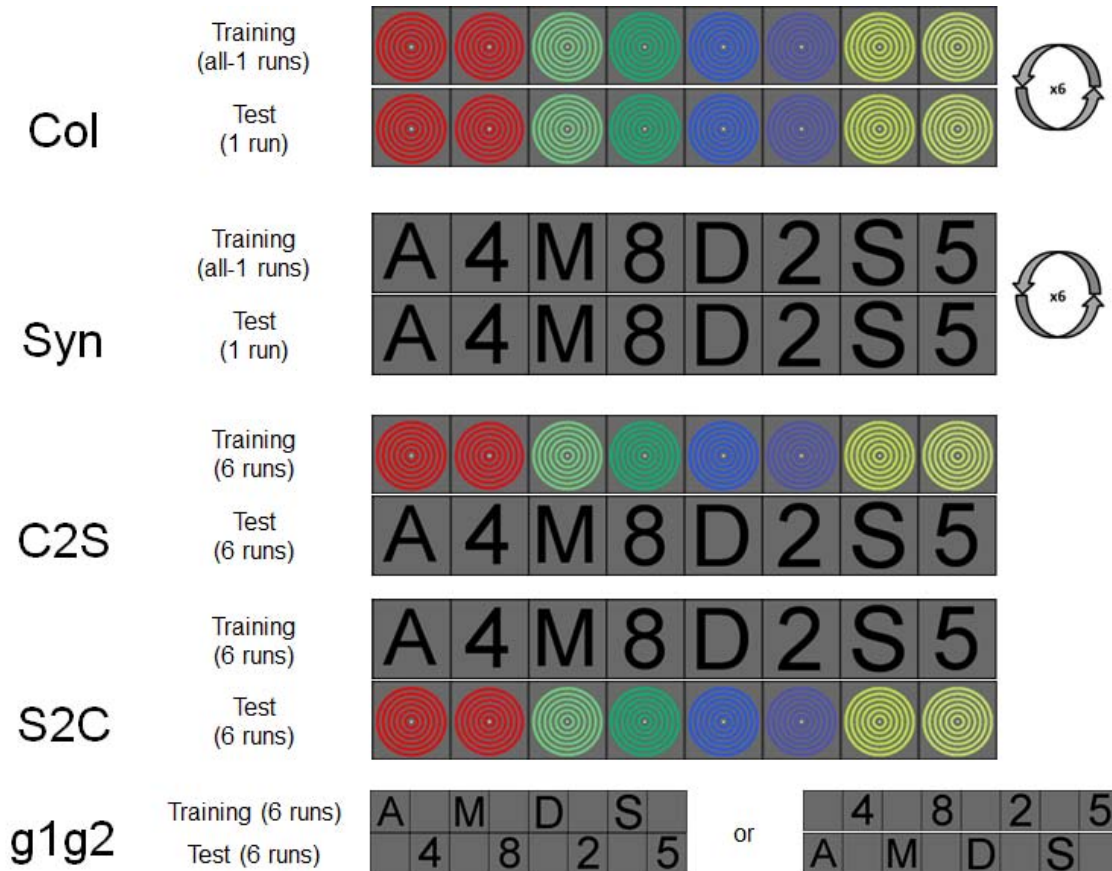 Training
(all-1 runs)
Col
Test
(1 run)
x6
Training
(all-1 runs)
A 4 M 8 D 2 S 5
Syn
Test
(1 run)
A 4 M 8 D 2 S 5
x6
C2S
Training
(6 runs)
Test
(6 runs)
A 4 M 8 D 2 S 5
S2C
Training
(6 runs)
A 4 M 8 D 2 S 5
Test
(6 runs)
g1g2
Training (6 runs)
A M D S
Test (6 runs)
4 8 2 5
or
4 8 2 5
A M D S